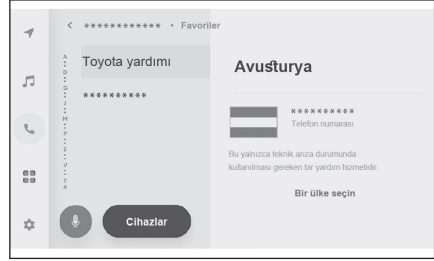 < ************ • Favoriler
Toyota yardımı
**********
A
D
G
J
M
P
S
V
Z
#
Avusturya
**********
Telefon numarası
Bu yalnızca teknik arıza durumunda
kullanılması gereken bir yardım hizmetidir.
Bir ülke seçin
Cihazlar